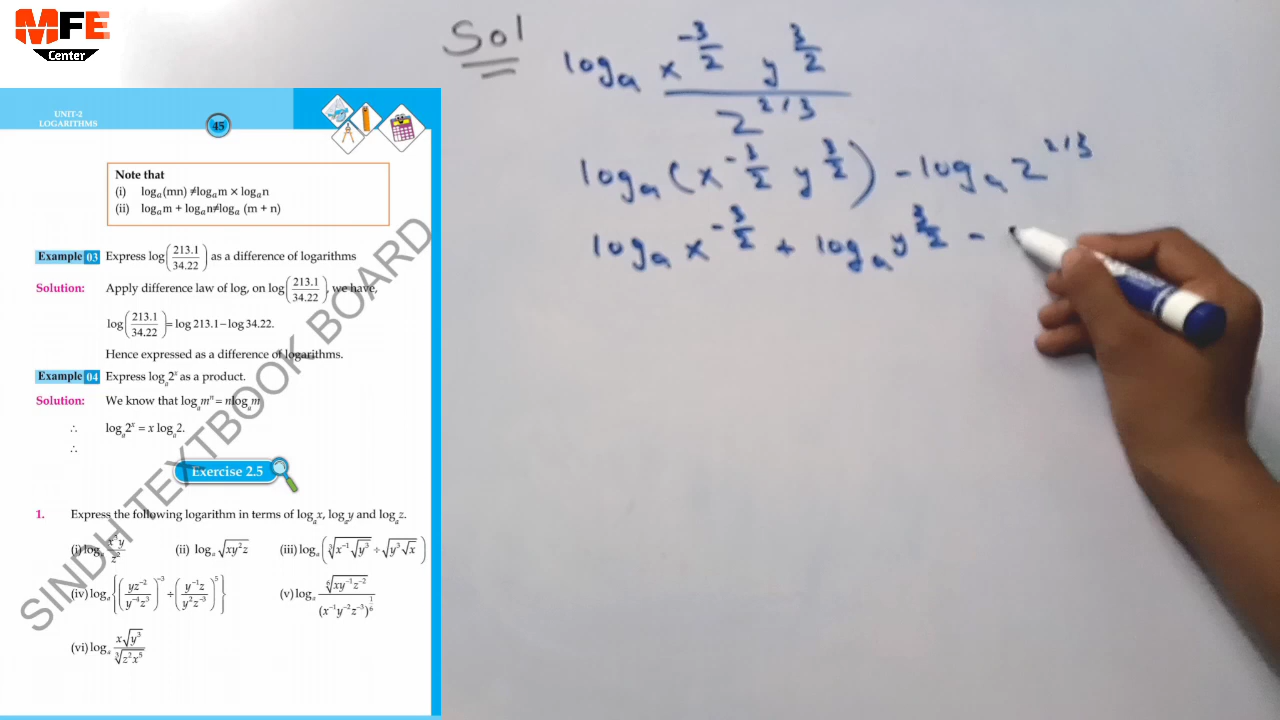 MFE
Center
UNIT-2
LOGARITHMS
45
Note that
(i) logₐ(mn) ≠logₐm × logₐn
(ii) logₐm + logₐn≠logₐ (m + n)
Example 03 Express log(213.1/34.22) as a difference of logarithms
Solution: Apply difference law of log, on log(213.1/34.22), we have,
log(213.1/34.22)= log 213.1− log 34.22.
Hence expressed as a difference of logarithms.
Example 04 Express logₐ2ˣ as a product.
Solution: We know that logₐmⁿ = nlogₐm
∴ logₐ2ˣ = x logₐ2.
∴
Exercise 2.5
1. Express the following logarithm in terms of logₐx, logₐy and logₐz.
(ii) logₐ √(xy²z)
(vi) logₐ x√(y³) / ∛(z²x⁵)
SINDH TEXTBOOK BOARD
Sol
logₐ x^(-3/2) y^(3/2) / z^(2/3)
logₐ(x^(-3/2) y^(3/2)) - logₐ z^(2/3)
logₐ x^(-3/2) + logₐ y^(3/2) -